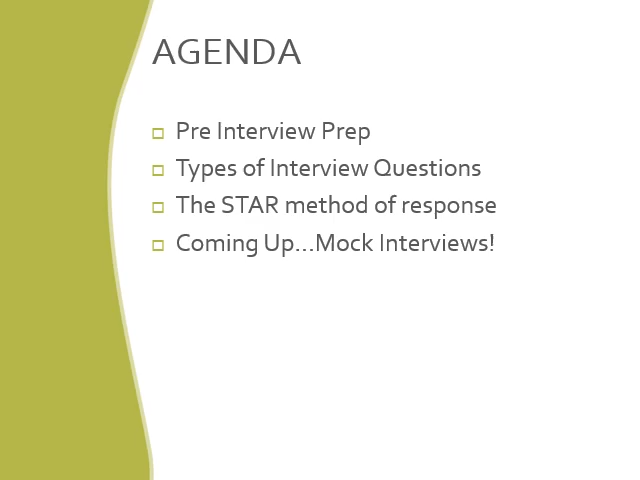 AGENDA
Pre Interview Prep
Types of Interview Questions
The STAR method of response
Coming Up…Mock Interviews!